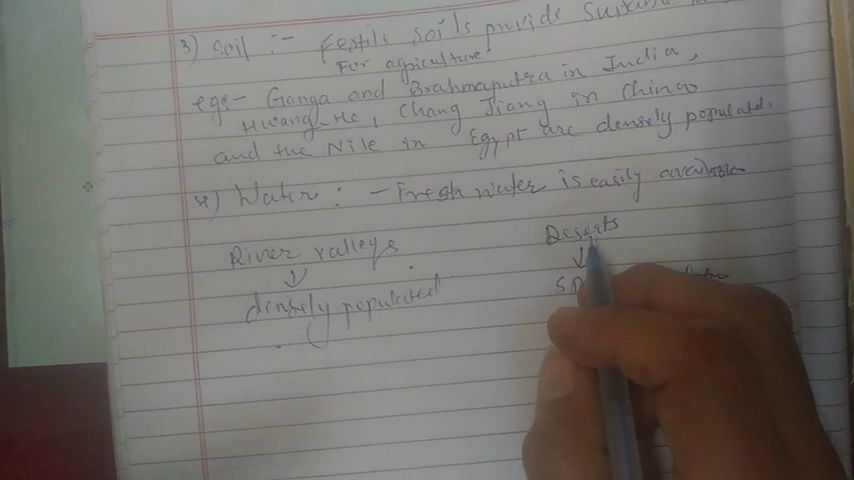 3) Soil :- Fertile soils provide suitable
For agriculture.
egs- Ganga and Brahmaputra in India,
Hwang-He, Chang Jiang in China
and the Nile in Egypt are densely populated.
4) Water : - Fresh water is easily available
River valleys
Deserts
densely populated